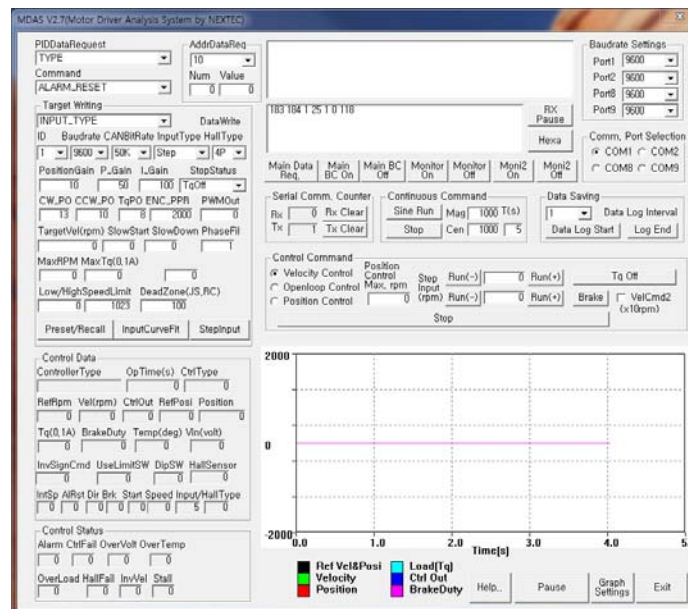 MDAS V2.7(Motor Driver Analysis System by NEXTEC)
PIDDataRequest
TYPE
Command
ALARM_RESET
AddrDataReq
10
Num Value
0 0
Baudrate Settings
Port1 9600
Port2 9600
Port8 9600
Port9 9600
Target Writing
INPUT_TYPE DataWrite
ID Baudrate CANBitRate InputType HallType
1 9600 50K Step 4P
PositionGain P_Gain I_Gain StopStatus
10 50 100 TqOff
CW_PO CCW_PO TqPO ENC_PPR PWMOut
13 10 8 2000 0
TargetVel(rpm) SlowStart SlowDown PhaseFil
0 0 0 1
MaxRPM MaxTq(0,1A)
0 0
Low/HighSpeedLimit DeadZone(JS,RC)
0 1023 100
Preset/Recall InputCurveFit StepInput
183 184 1 25 1 0 118
RX Pause
Hexa
Comm, Port Selection
COM1 COM2
COM8 COM9
Main Data Req, Main BC On Main BC Off Monitor On Monitor Off Moni2 On Moni2 Off
Serial Comm, Counter
Rx 0 Rx Clear
Tx 1 Tx Clear
Continuous Command
Sine Run Mag 1000 T(s)
Stop Cen 1000 5
Data Saving
1 Data Log Interval
Data Log Start Log End
Control Command
Velocity Control
Openloop Control
Position Control
Position Control Max, rpm
0
Step Input (rpm)
Run(-) 0 Run(+) Tq Off
Run(-) 0 Run(+) Brake VelCmd2 (x10rpm)
Stop
Control Data
ControllerType OpTime(s) CtrlType
0 0
RefRpm Vel(rpm) CtrlOut RefPosi Position
0 0 0 0 0
Tq(0,1A) BrakeDuty Temp(deg) Vin(volt)
0 0 0 0
InvSignCmd UseLimitSW DipSW HallSensor
0 0 0 0
IntSp AlRst Dir Brk Start Speed Input/HallType
0 0 0 0 0 0 5 0
Control Status
Alarm CtrlFail OverVolt OverTemp
0 0 0 0
OverLoad HallFail InvVel Stall
0 0 0 0
2000
0
-2000
0.0 1.0 2.0 3.0 4.0 5.0
Time[s]
Ref Vel&Posi Load(Tq)
Velocity Ctrl Out
Position BrakeDuty
Help.. Pause Graph Settings Exit